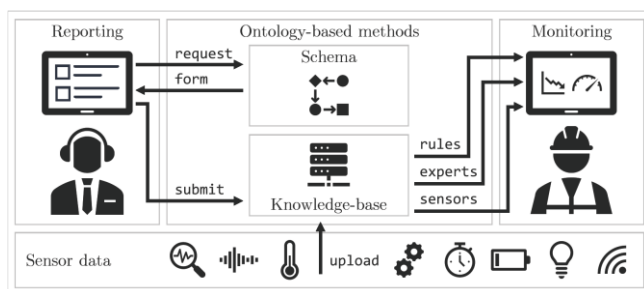 Reporting
Ontology-based methods
Monitoring
request
Schema
form
rules
experts
submit
Knowledge-base
sensors
Sensor data
upload